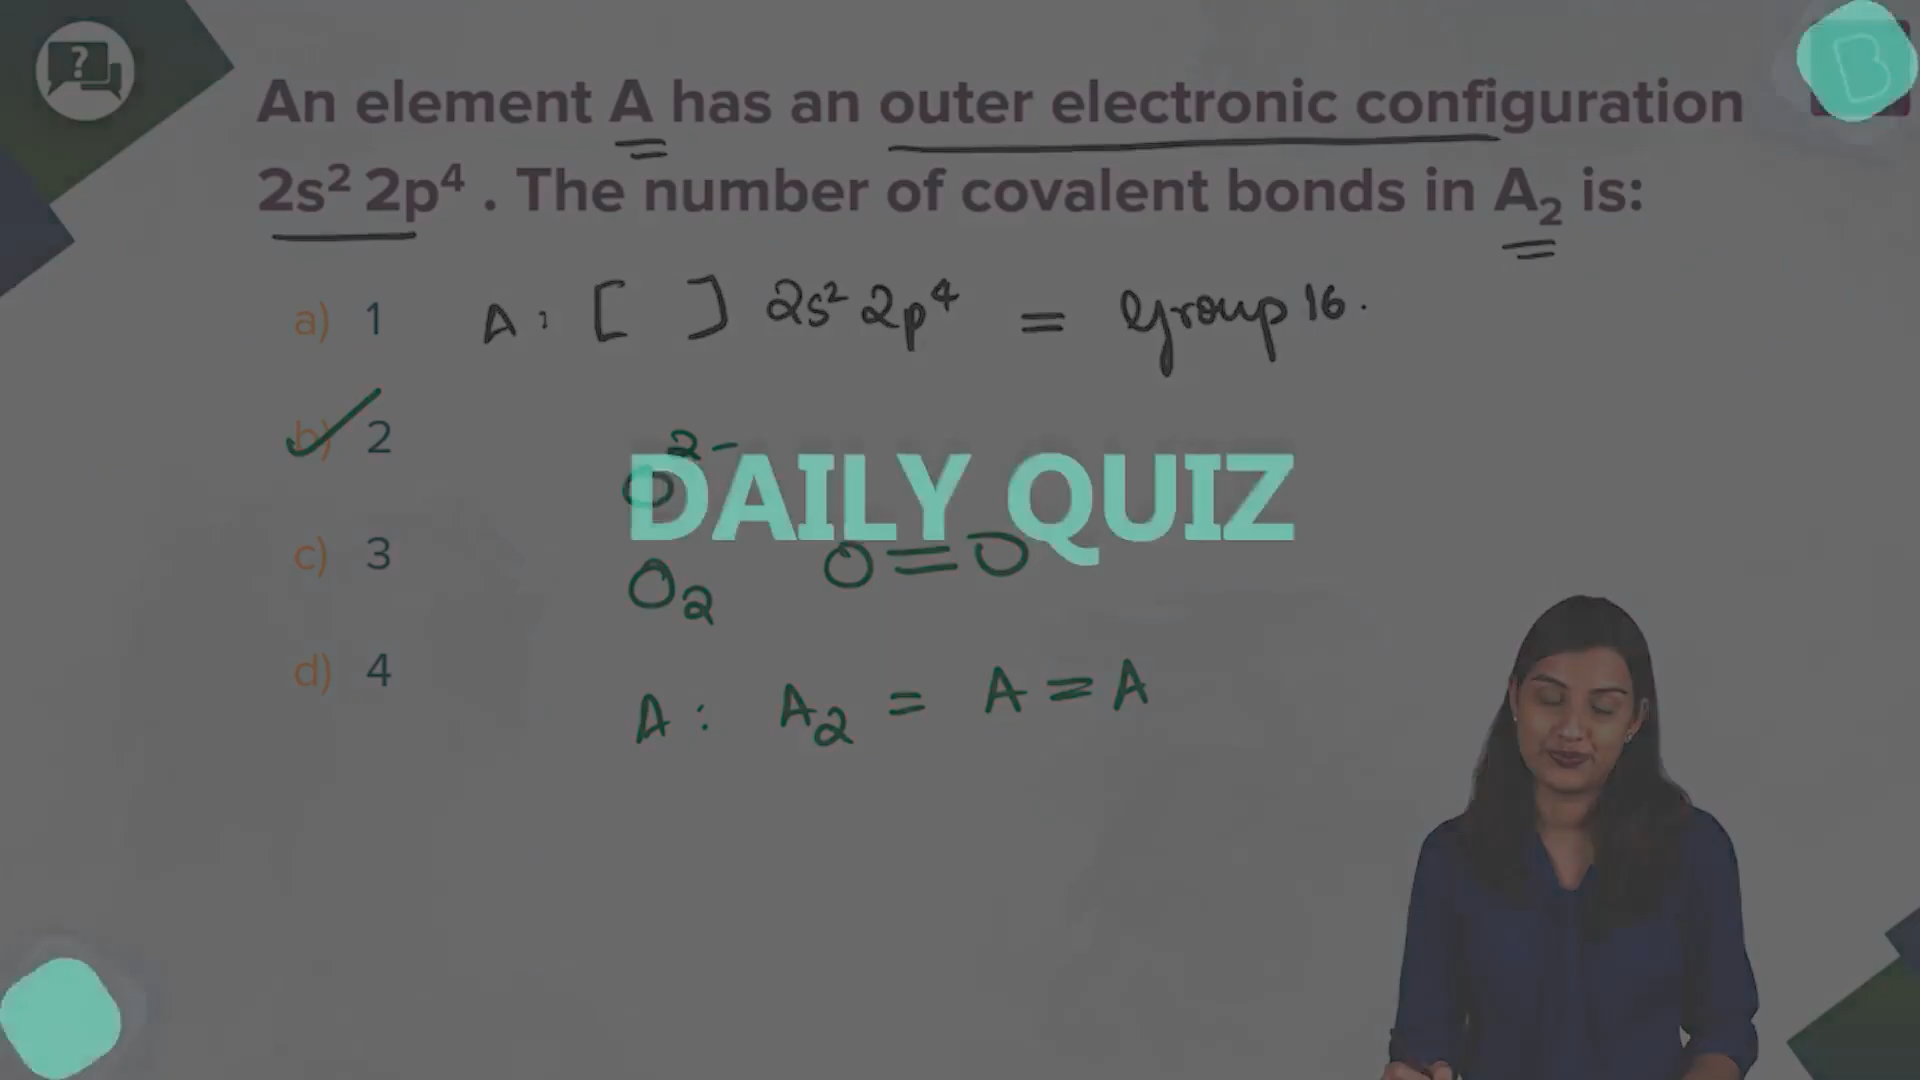 ?
B
An element A has an outer electronic configuration
2s² 2p⁴ . The number of covalent bonds in A₂ is:
a) 1
A : [ ] 2s² 2p⁴ = Group 16.
b) 2
O²⁻
DAILY QUIZ
c) 3
O₂ O=O
d) 4
A : A₂ = A=A